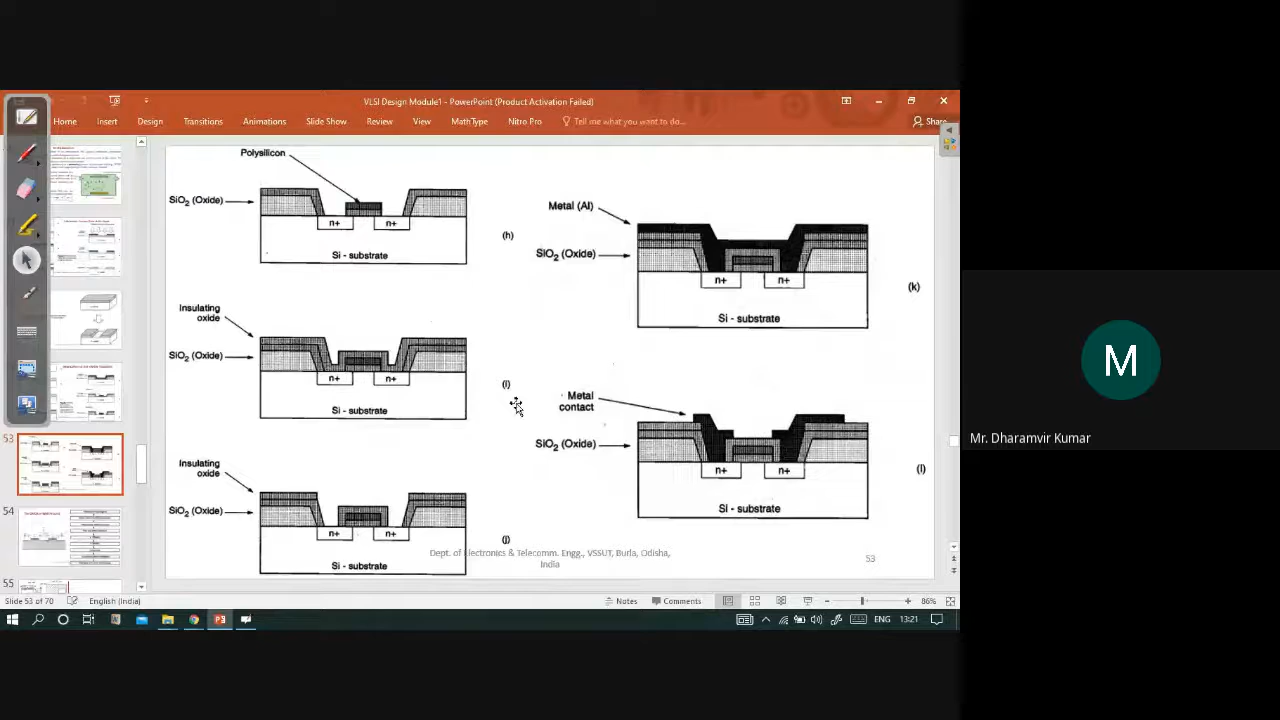 VLSI Design Module1 - PowerPoint (Product Activation Failed)
Home Insert Design Transitions Animations Slide Show Review View MathType Nitro Pro Tell me what you want to do... Share
Polysilicon
SiO2 (Oxide)
n+ n+
Si - substrate
(h)
Insulating
oxide
SiO2 (Oxide)
n+ n+
Si - substrate
(i)
Insulating
oxide
SiO2 (Oxide)
n+ n+
Si - substrate
(j)
Metal (Al)
SiO2 (Oxide)
n+ n+
Si - substrate
(k)
Metal
contact
SiO2 (Oxide)
n+ n+
Si - substrate
(l)
Dept. of Electronics & Telecomm. Engg., VSSUT, Burla, Odisha,
India
53
53
54
55
Mr. Dharamvir Kumar
M
Slide 53 of 70 English (India) Notes Comments 86%
ENG 13:21